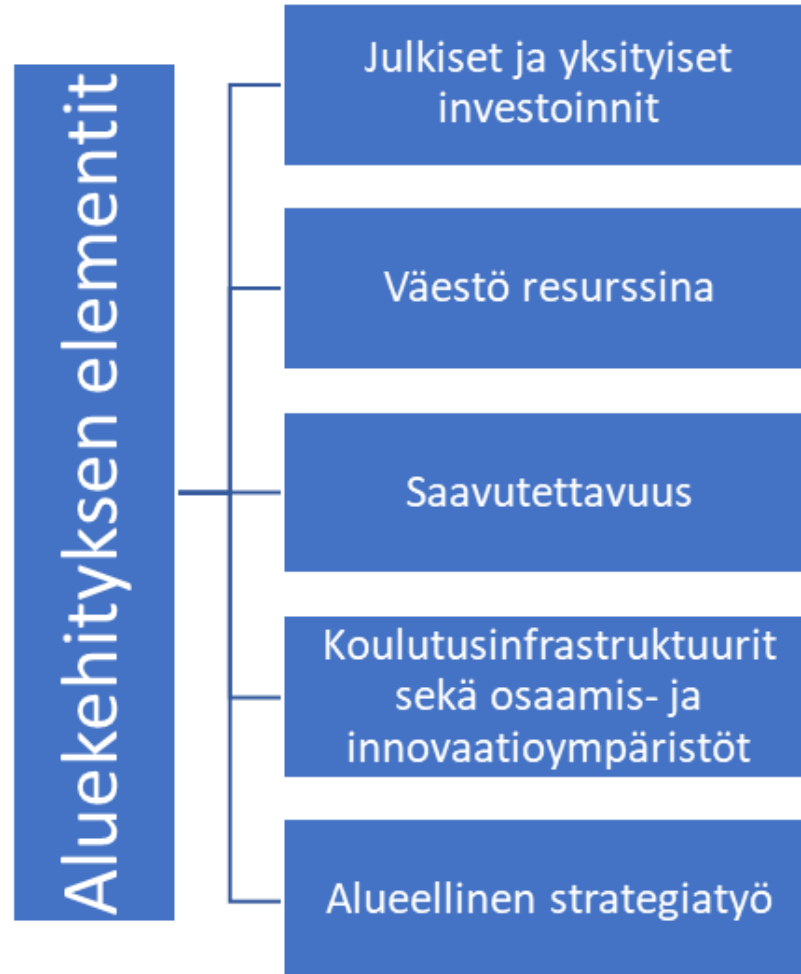 Aluekehityksen elementit
Julkiset ja yksityiset
investoinnit
Väestö resurssina
Saavutettavuus
Koulutusinfrastruktuurit
sekä osaamis- ja
innovaatioympäristöt
Alueellinen strategiatyö